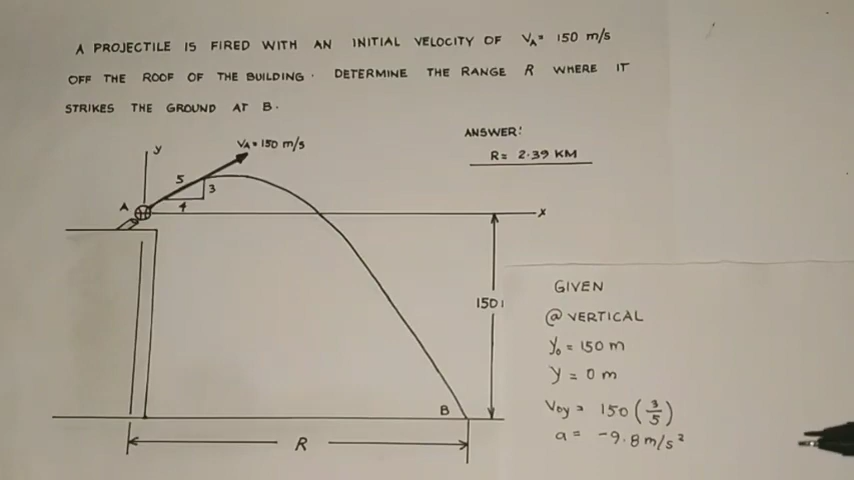 A PROJECTILE IS FIRED WITH AN INITIAL VELOCITY OF VA = 150 m/s
OFF THE ROOF OF THE BUILDING. DETERMINE THE RANGE R WHERE IT
STRIKES THE GROUND AT B.
ANSWER:
R = 2.39 KM
y
VA = 150 m/s
5
3
4
A
x
150
GIVEN
@ VERTICAL
y₀ = 150 m
y = 0 m
V₀y = 150 (3/5)
a = -9.8 m/s²
B
R